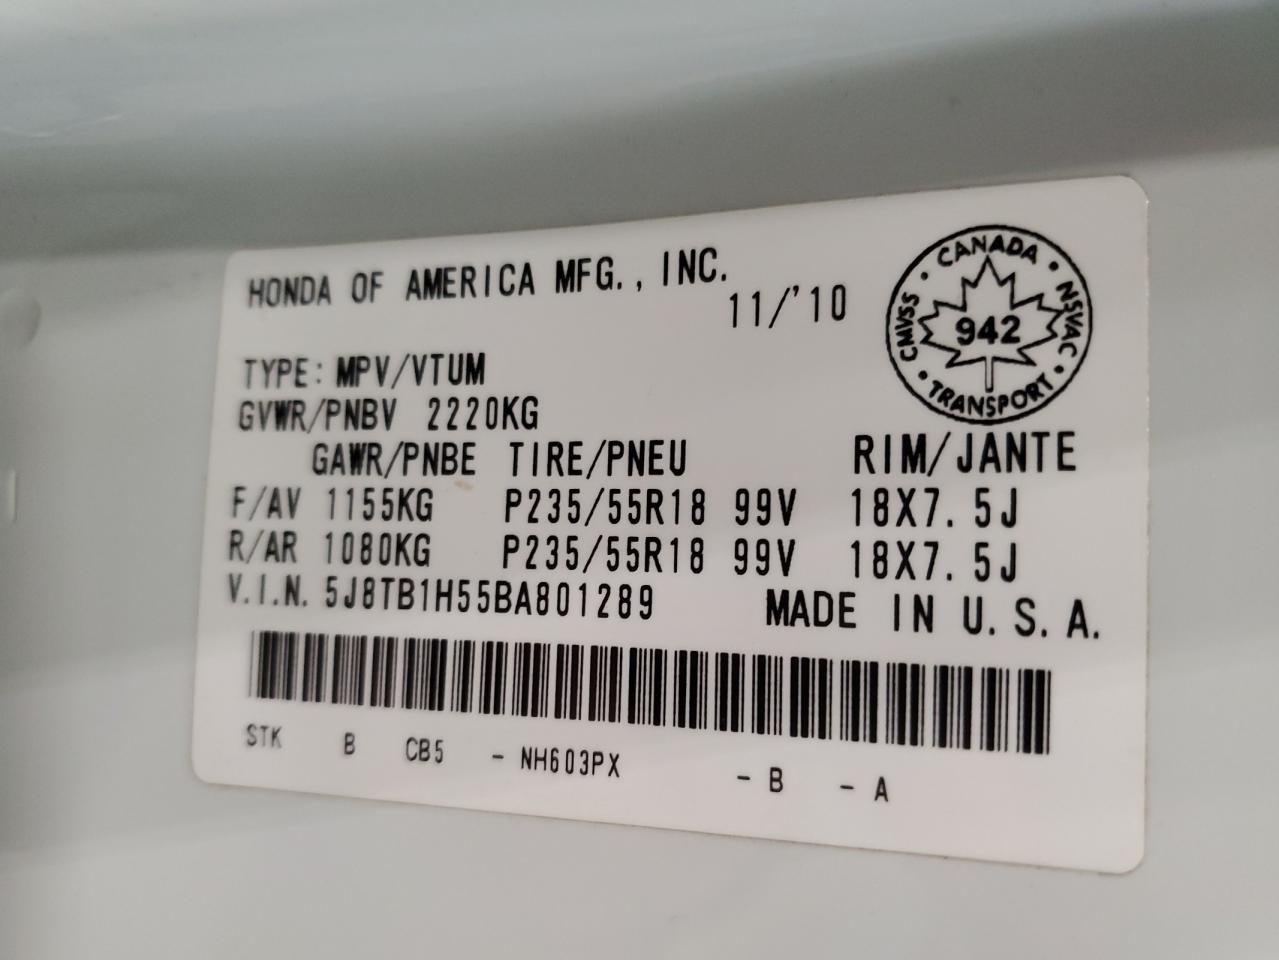 HONDA OF AMERICA MFG., INC.
11/'10
CANADA
NSVAC
TRANSPORT
CMVSS
942
TYPE: MPV/VTUM
GVWR/PNBV 2220KG
GAWR/PNBE TIRE/PNEU RIM/JANTE
F/AV 1155KG P235/55R18 99V 18X7.5J
R/AR 1080KG P235/55R18 99V 18X7.5J
V.I.N. 5J8TB1H55BA801289 MADE IN U.S.A.
STK B CB5 - NH603PX - B - A